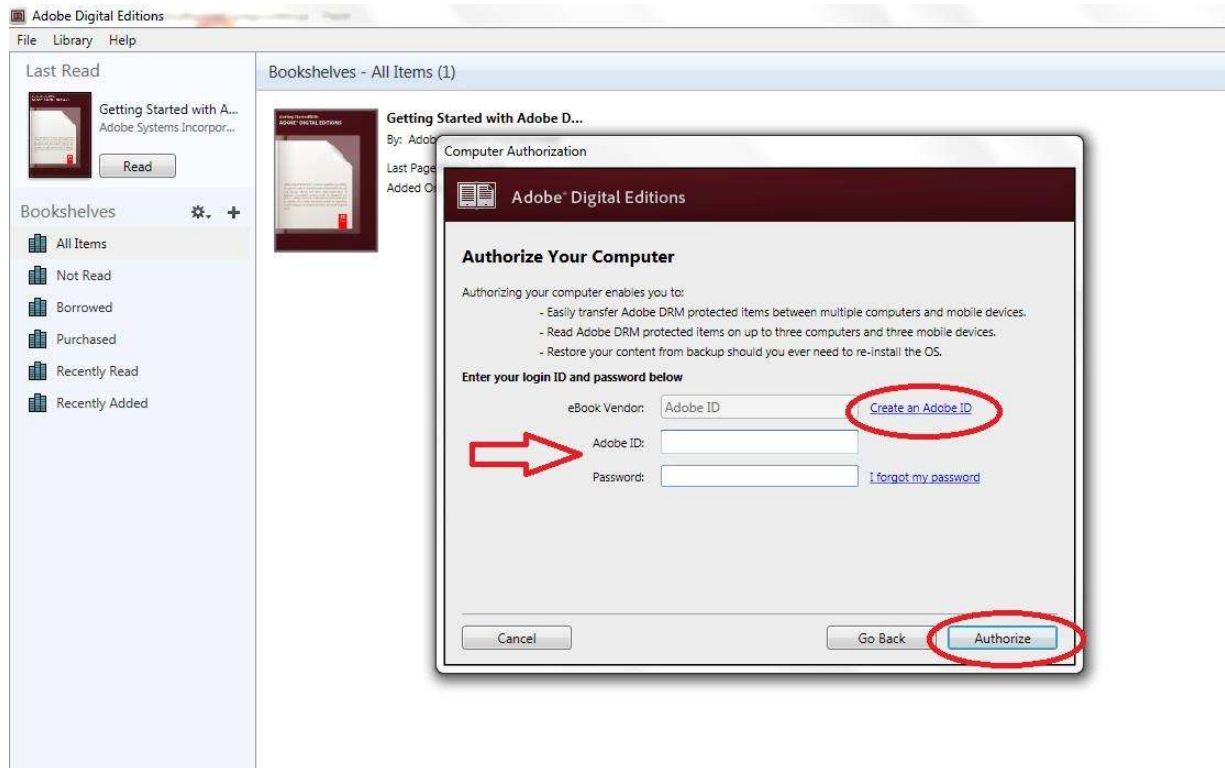 Adobe Digital Editions
File Library Help
Last Read
Getting Started with A...
Adobe Systems Incorpor...
Read
Bookshelves
All Items
Not Read
Borrowed
Purchased
Recently Read
Recently Added
Bookshelves - All Items (1)
Getting Started with Adobe D...
By: Adob
Last Page
Added O
Computer Authorization
Adobe® Digital Editions
Authorize Your Computer
Authorizing your computer enables you to:
- Easily transfer Adobe DRM protected items between multiple computers and mobile devices.
- Read Adobe DRM protected items on up to three computers and three mobile devices.
- Restore your content from backup should you ever need to re-install the OS.
Enter your login ID and password below
eBook Vendor: Adobe ID Create an Adobe ID
Adobe ID:
Password: I forgot my password
Cancel Go Back Authorize